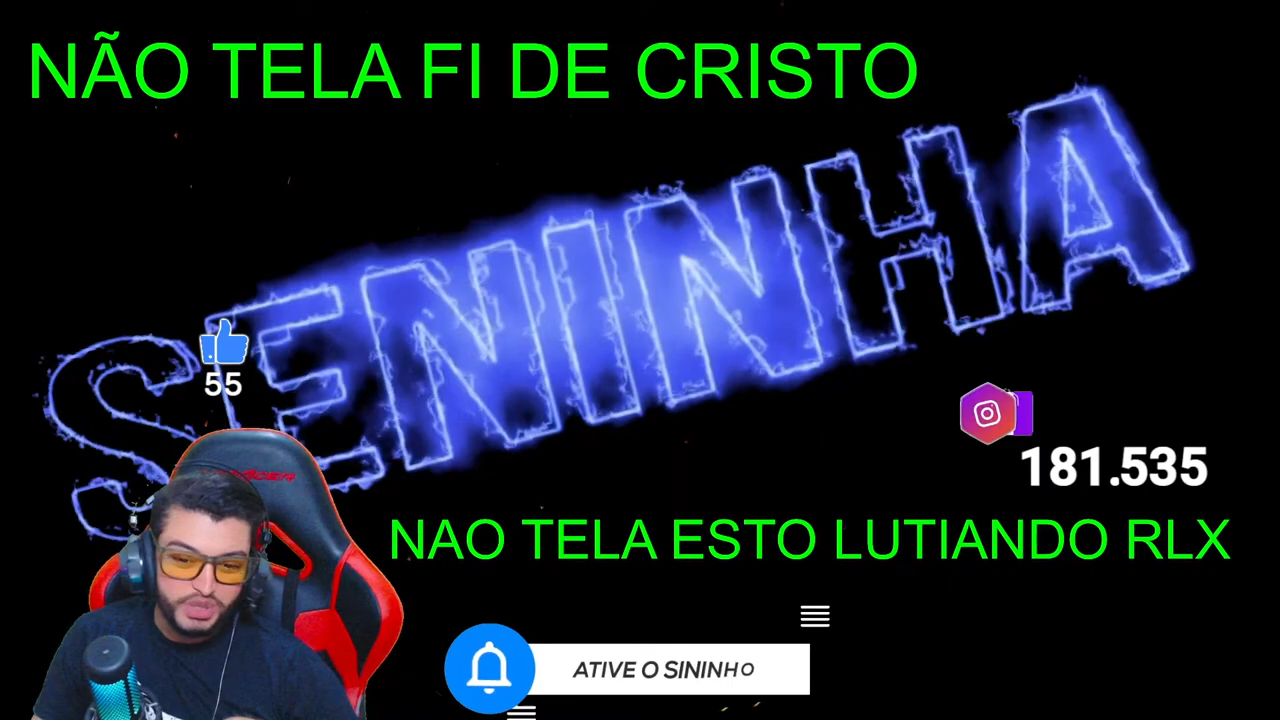 NÃO TELA FI DE CRISTO
SENINHA
55
181.535
NAO TELA ESTO LUTIANDO RLX
ATIVE O SININHO